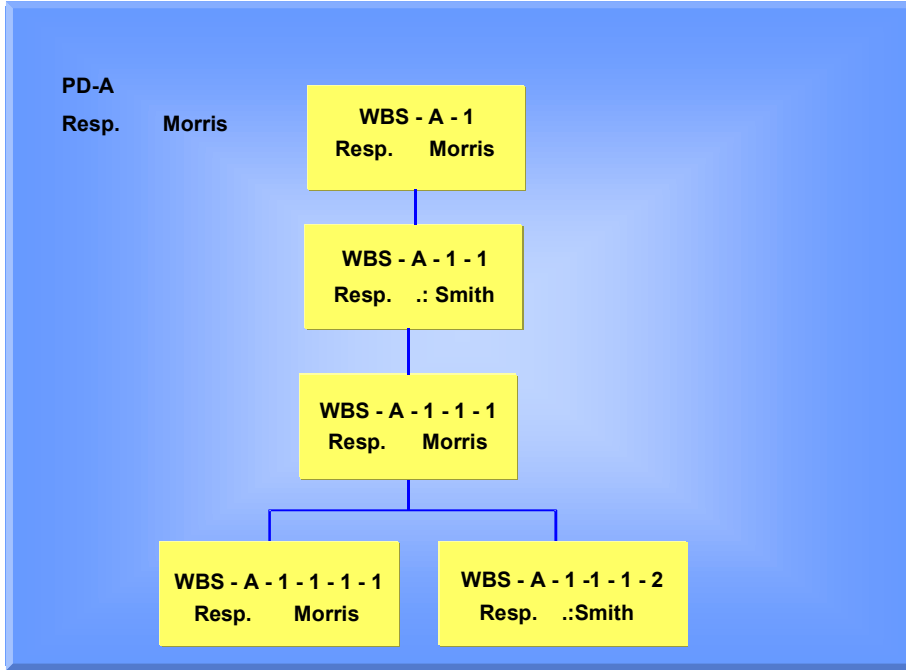 PD-A
Resp. Morris
WBS - A - 1
Resp. Morris
WBS - A - 1 - 1
Resp. .: Smith
WBS - A - 1 - 1 - 1
Resp. Morris
WBS - A - 1 - 1 - 1 - 1
Resp. Morris
WBS - A - 1 -1 - 1 - 2
Resp. .:Smith